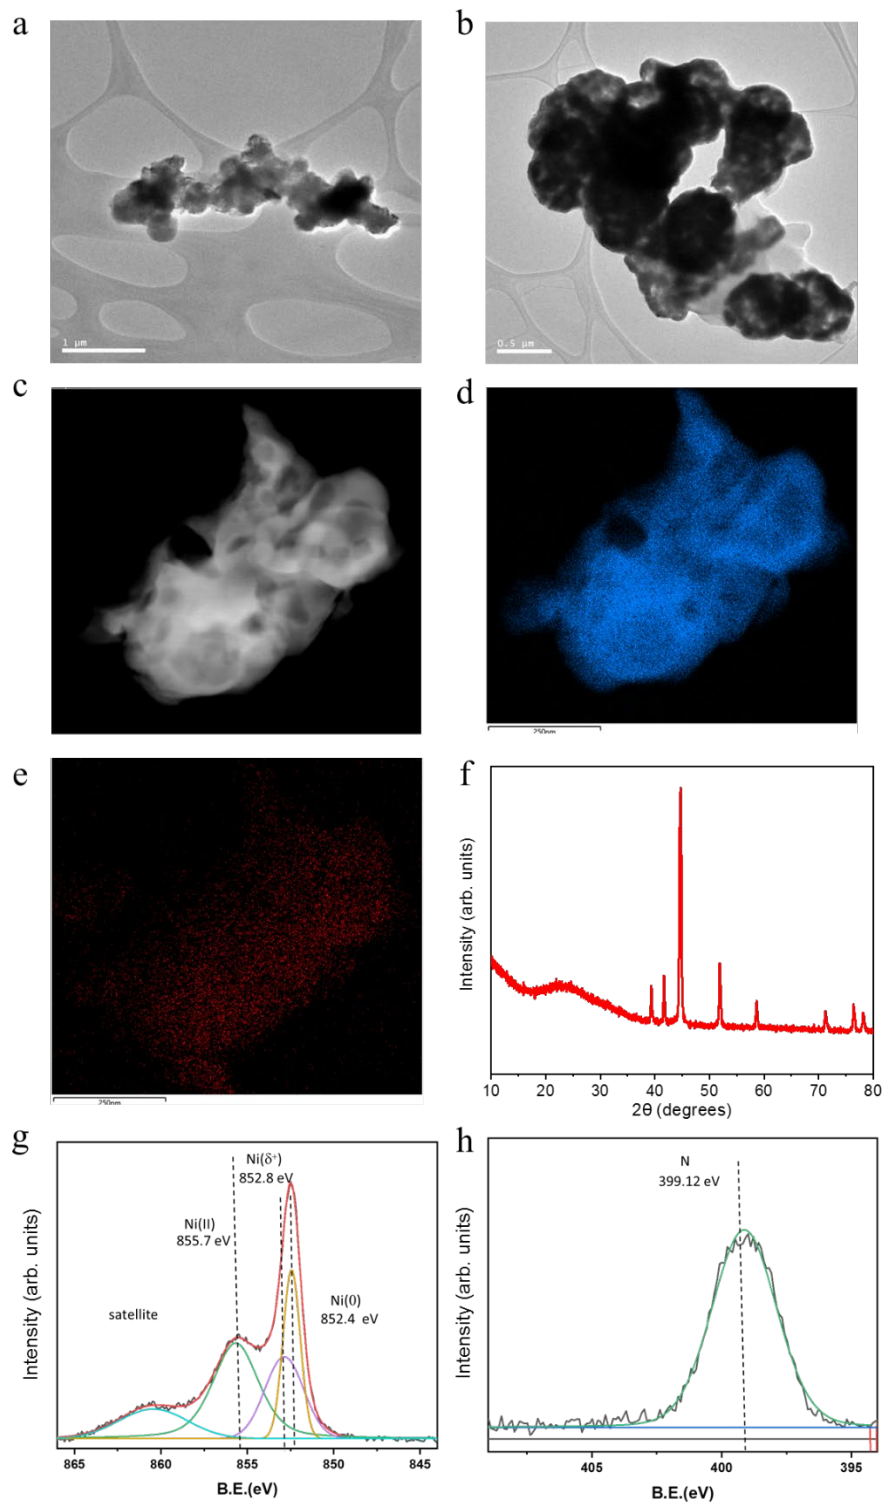 a
b
1 µm
0.5 µm
c
d
250nm
e
f
250nm
Intensity (arb. units)
10 20 30 40 50 60 70 80
2θ (degrees)
g
h
Ni(δ⁺)
852.8 eV
Ni(II)
855.7 eV
satellite
Ni(0)
852.4 eV
Intensity (arb. units)
865 860 855 850 845
B.E.(eV)
N
399.12 eV
Intensity (arb. units)
405 400 395
B.E.(eV)